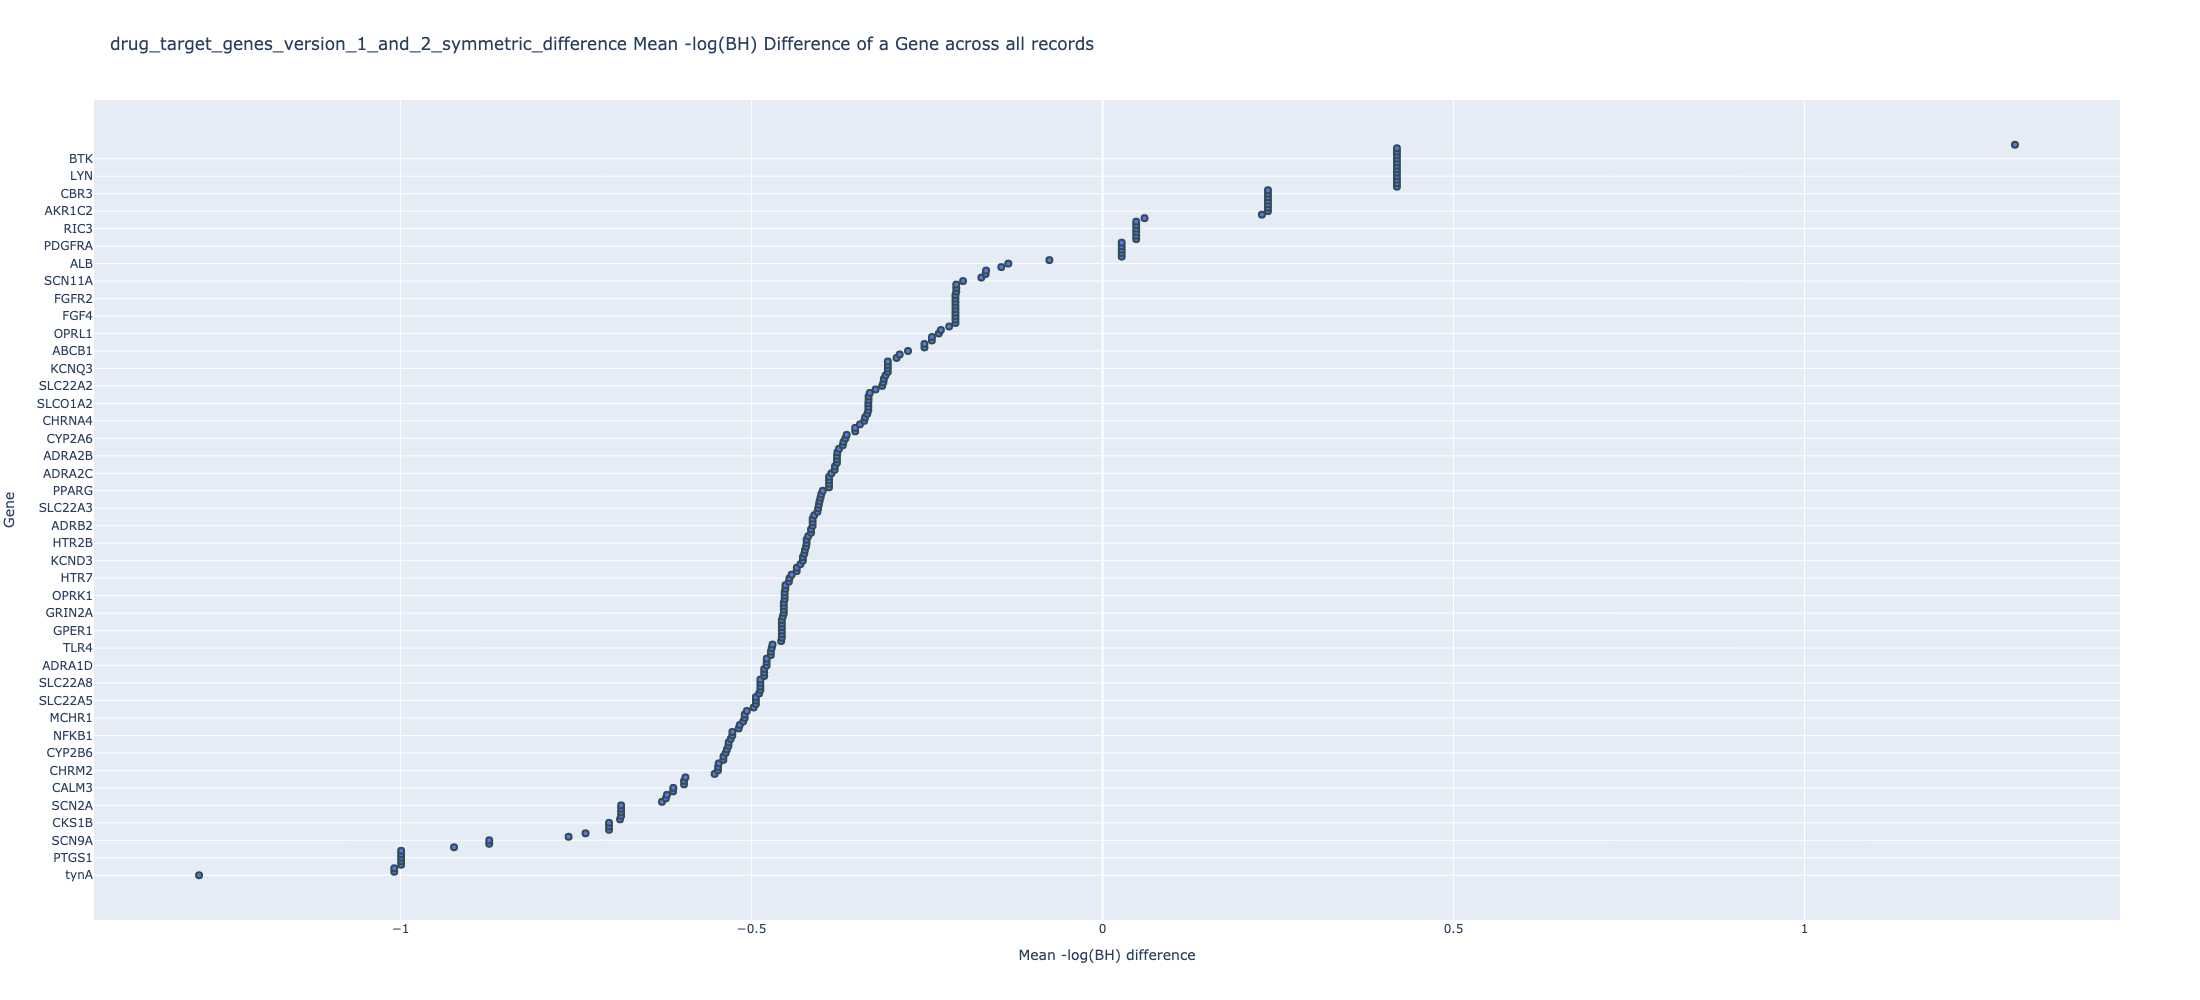 drug_target_genes_version_1_and_2_symmetric_difference Mean -log(BH) Difference of a Gene across all records
BTK
LYN
CBR3
AKR1C2
RIC3
PDGFRA
ALB
SCN11A
FGFR2
FGF4
OPRL1
ABCB1
KCNQ3
SLC22A2
SLCO1A2
CHRNA4
CYP2A6
ADRA2B
ADRA2C
PPARG
SLC22A3
ADRB2
HTR2B
KCND3
HTR7
OPRK1
GRIN2A
GPER1
TLR4
ADRA1D
SLC22A8
SLC22A5
MCHR1
NFKB1
CYP2B6
CHRM2
CALM3
SCN2A
CKS1B
SCN9A
PTGS1
tynA
Gene
−1 −0.5 0 0.5 1
Mean -log(BH) difference